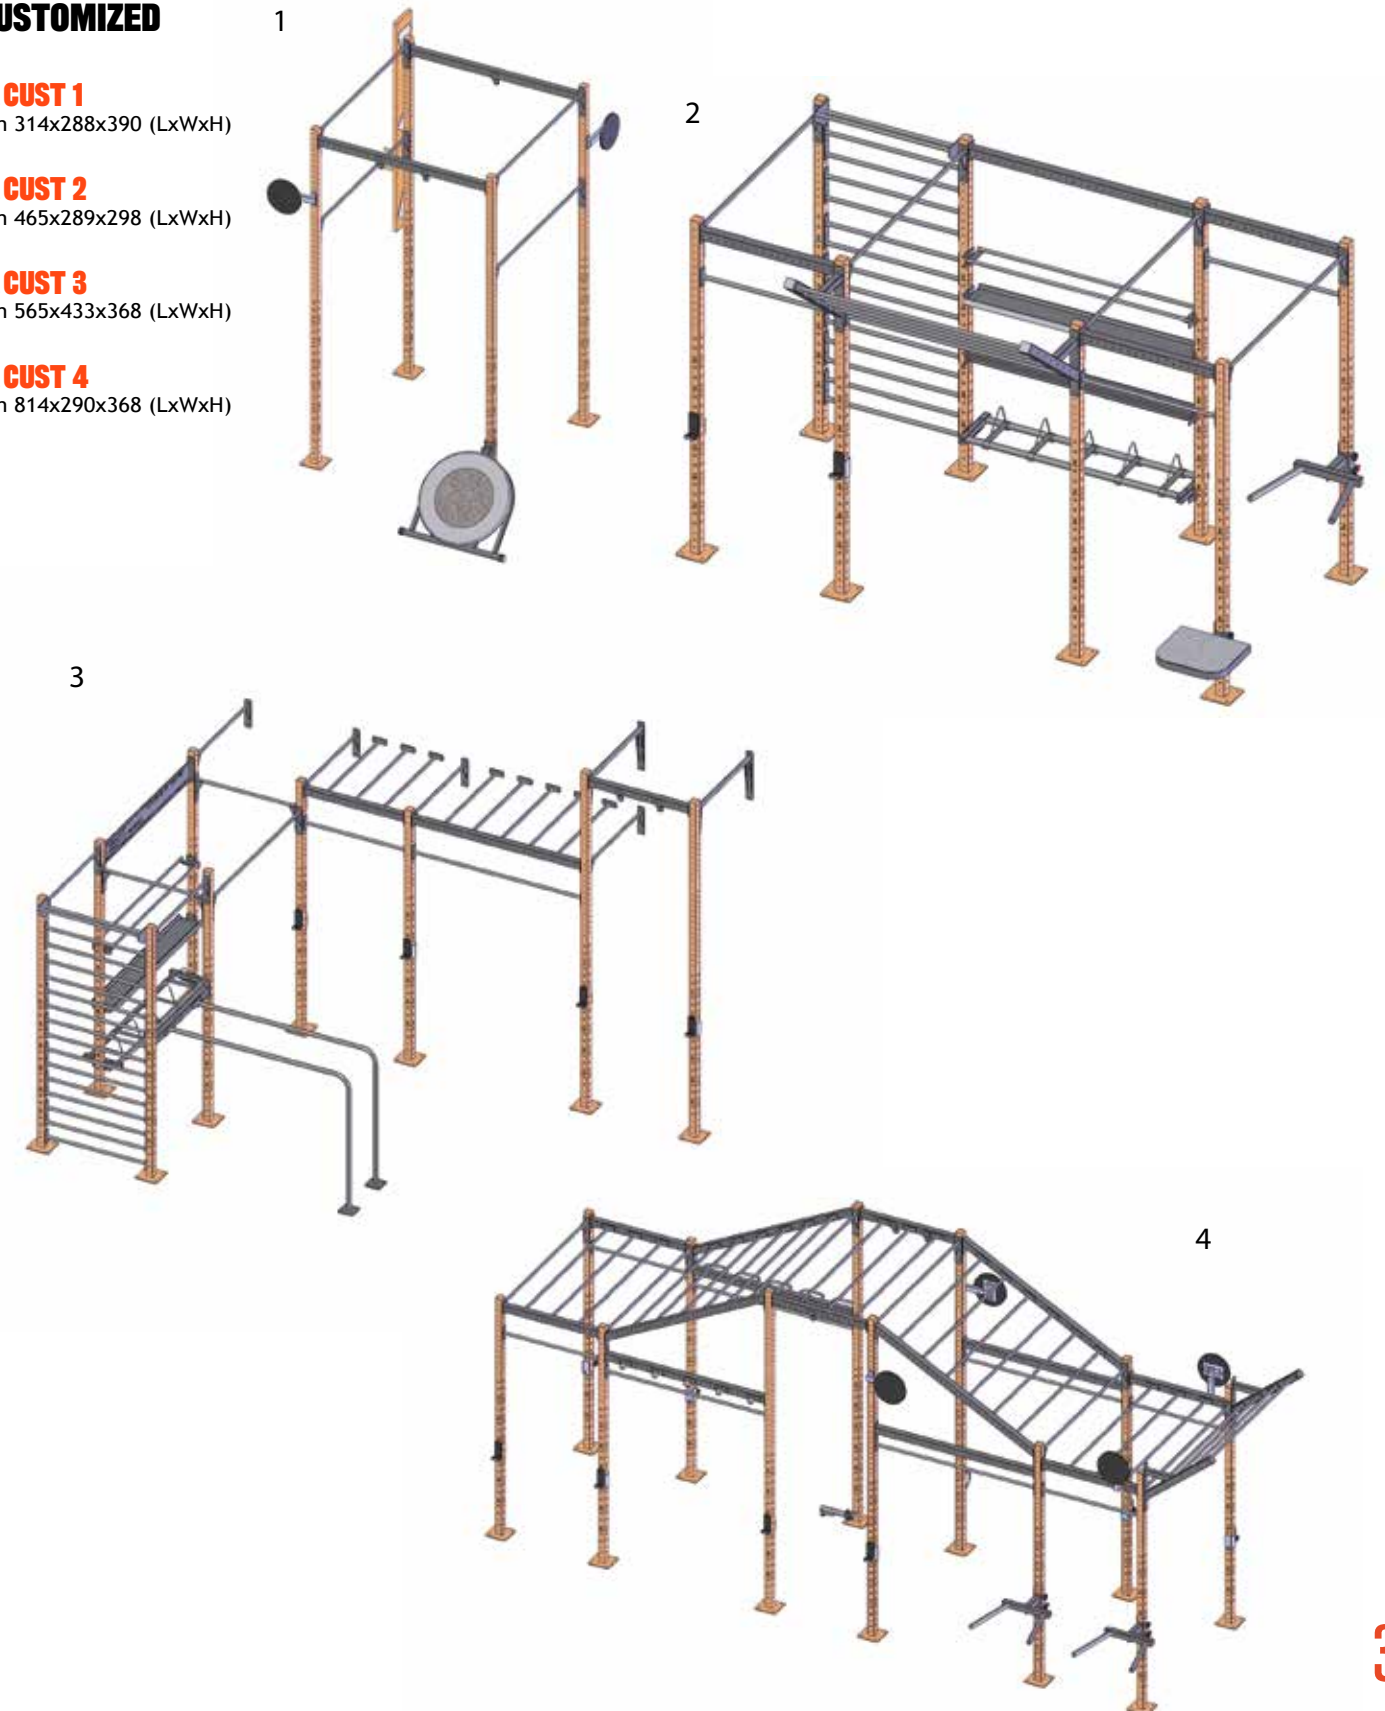 USTOMIZED
1
CUST 1
n 314x288x390 (LxWxH)
2
CUST 2
n 465x289x298 (LxWxH)
CUST 3
n 565x433x368 (LxWxH)
CUST 4
n 814x290x368 (LxWxH)
3
4
3